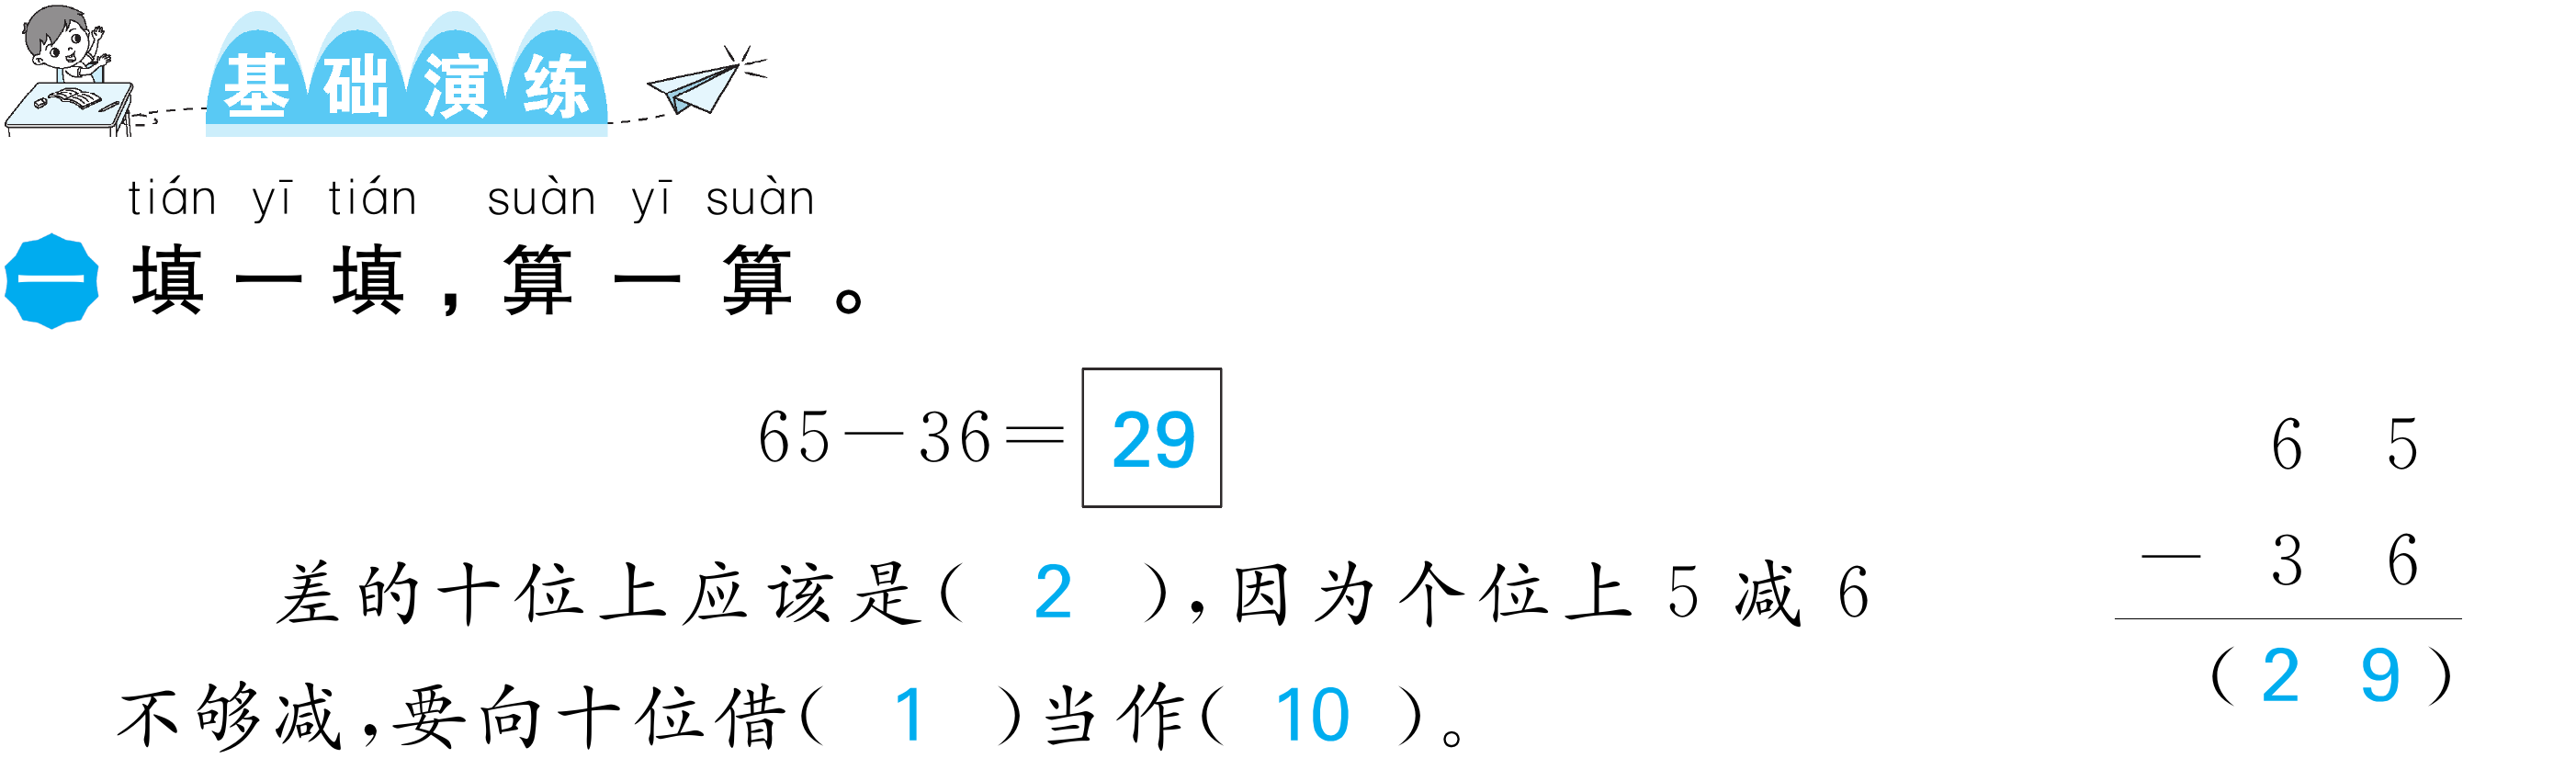 基础演练
tián yī tián suàn yī suàn
一 填一填,算一算。
65-36=29
差的十位上应该是( 2 ),因为个位上 5 减 6
不够减,要向十位借( 1 )当作( 10 )。
6 5
- 3 6
( 2 9 )